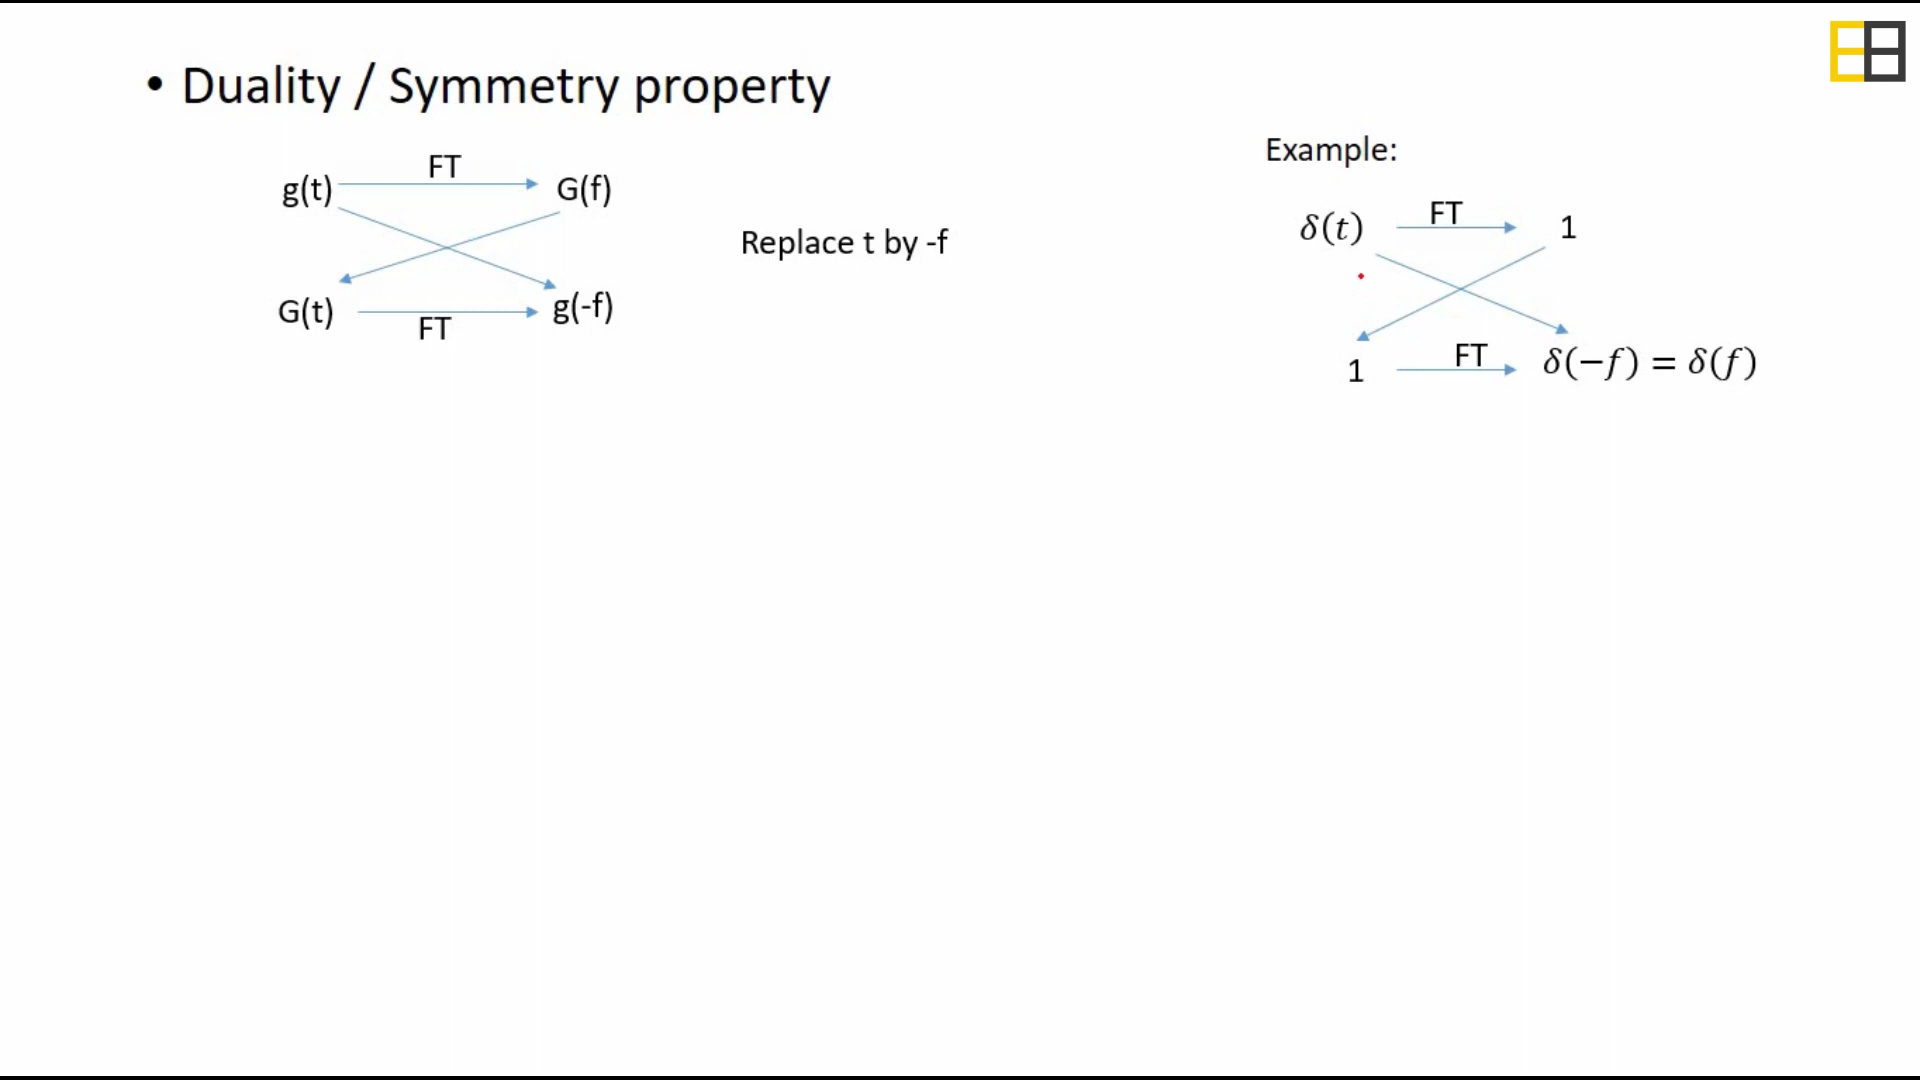 • Duality / Symmetry property
g(t) FT G(f)
G(t) FT g(-f)
Replace t by -f
Example:
δ(t) FT 1
1 FT δ(−f) = δ(f)